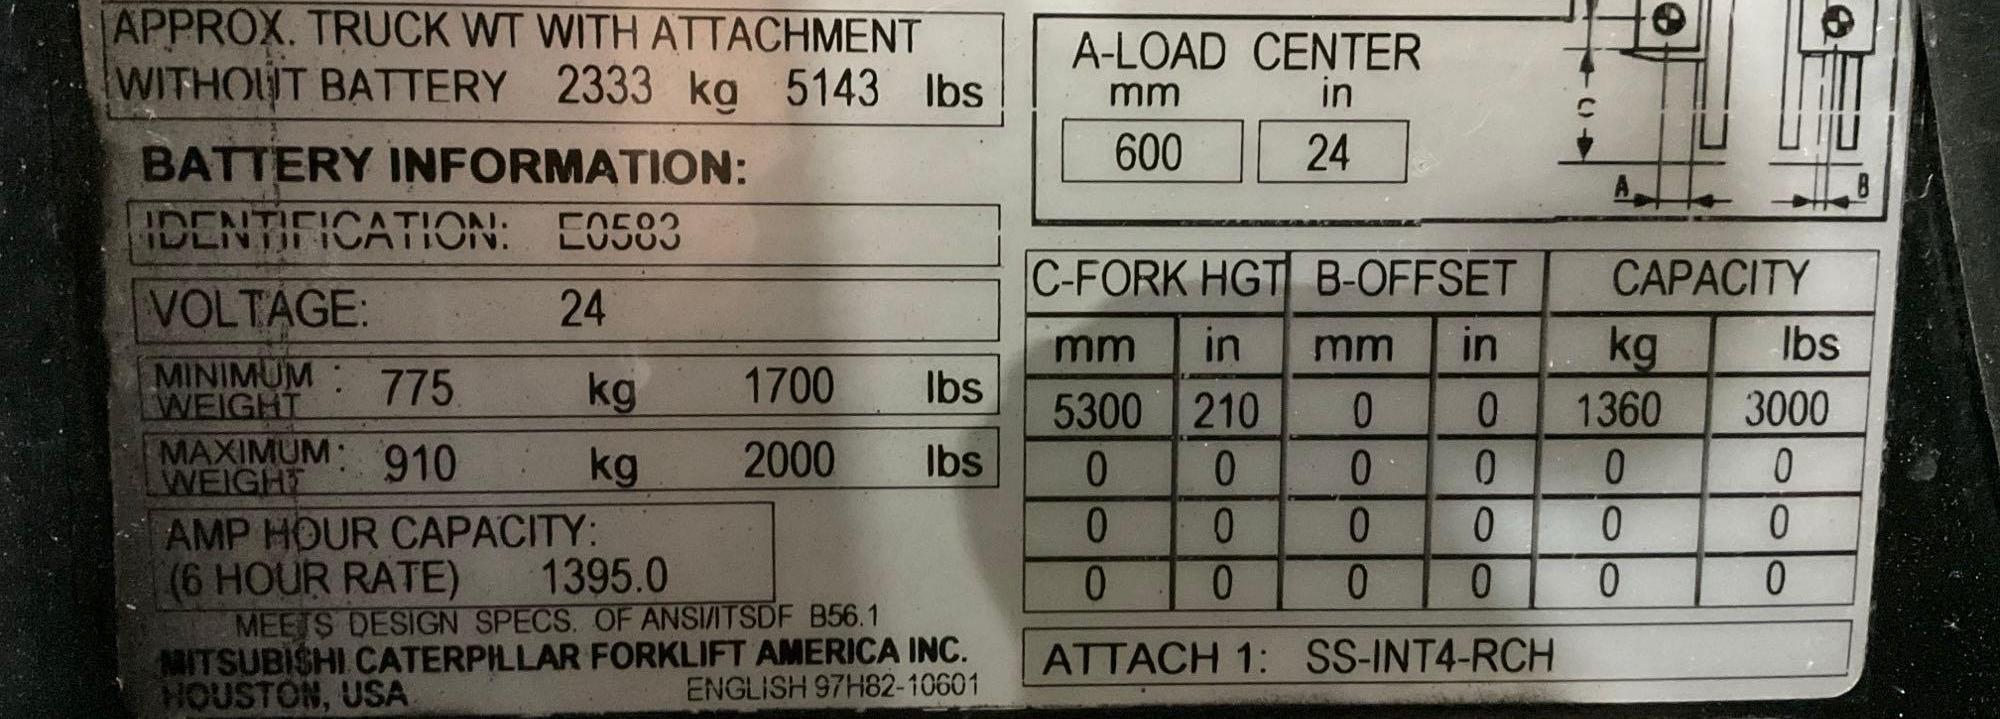 APPROX. TRUCK WT WITH ATTACHMENT
WITHOUT BATTERY 2333 kg 5143 lbs
BATTERY INFORMATION:
IDENTIFICATION: E0583
VOLTAGE: 24
MINIMUM WEIGHT : 775 kg 1700 lbs
MAXIMUM WEIGHT : 910 kg 2000 lbs
AMP HOUR CAPACITY:
(6 HOUR RATE) 1395.0
MEETS DESIGN SPECS. OF ANSI/ITSDF B56.1
MITSUBISHI CATERPILLAR FORKLIFT AMERICA INC.
HOUSTON, USA ENGLISH 97H82-10601
A-LOAD CENTER
mm in
600 24
C
A B
C-FORK HGT B-OFFSET CAPACITY
mm in mm in kg lbs
5300 210 0 0 1360 3000
0 0 0 0 0 0
0 0 0 0 0 0
0 0 0 0 0 0
ATTACH 1: SS-INT4-RCH